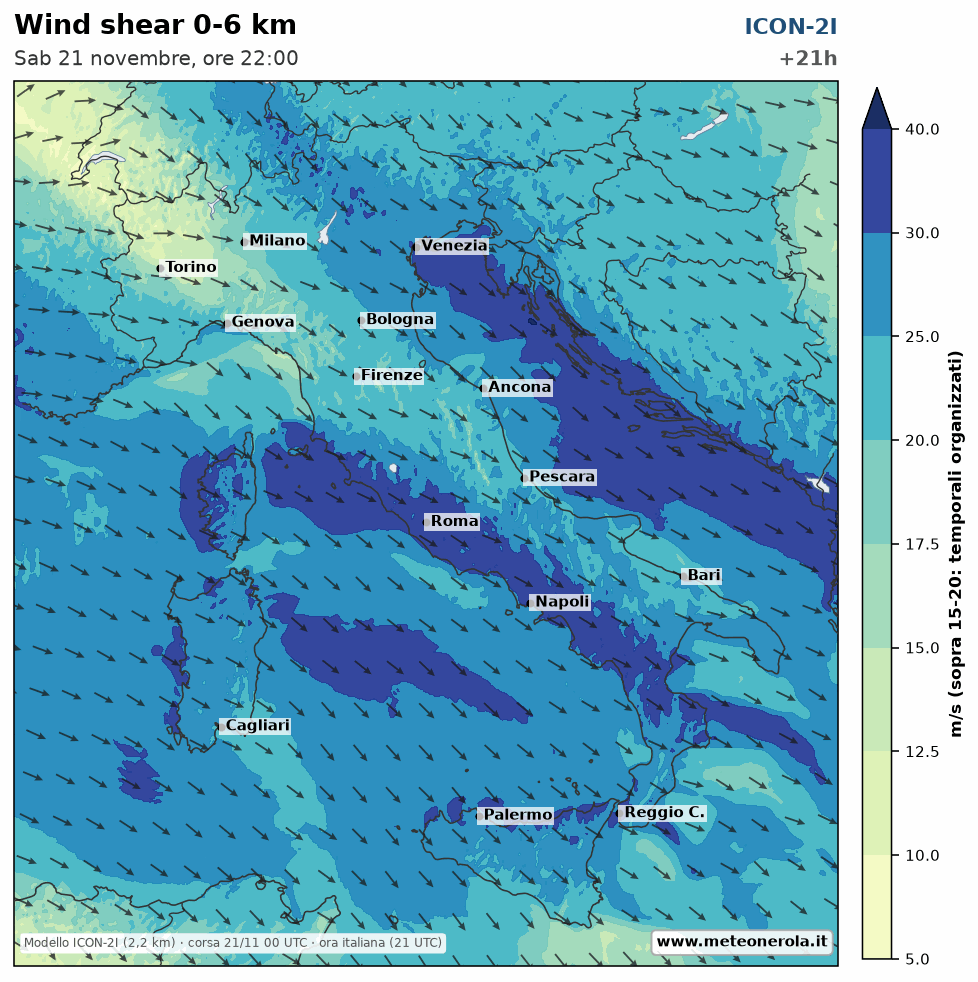 Wind shear 0-6 km
ICON-2I
Sab 21 novembre, ore 22:00
+21h
Milano
Venezia
Torino
Genova
Bologna
Firenze
Ancona
Pescara
Roma
Bari
Napoli
Cagliari
Palermo
Reggio C.
Modello ICON-2I (2,2 km) · corsa 21/11 00 UTC · ora italiana (21 UTC)
www.meteonerola.it
40.0
30.0
25.0
20.0
17.5
15.0
12.5
10.0
5.0
m/s (sopra 15-20: temporali organizzati)